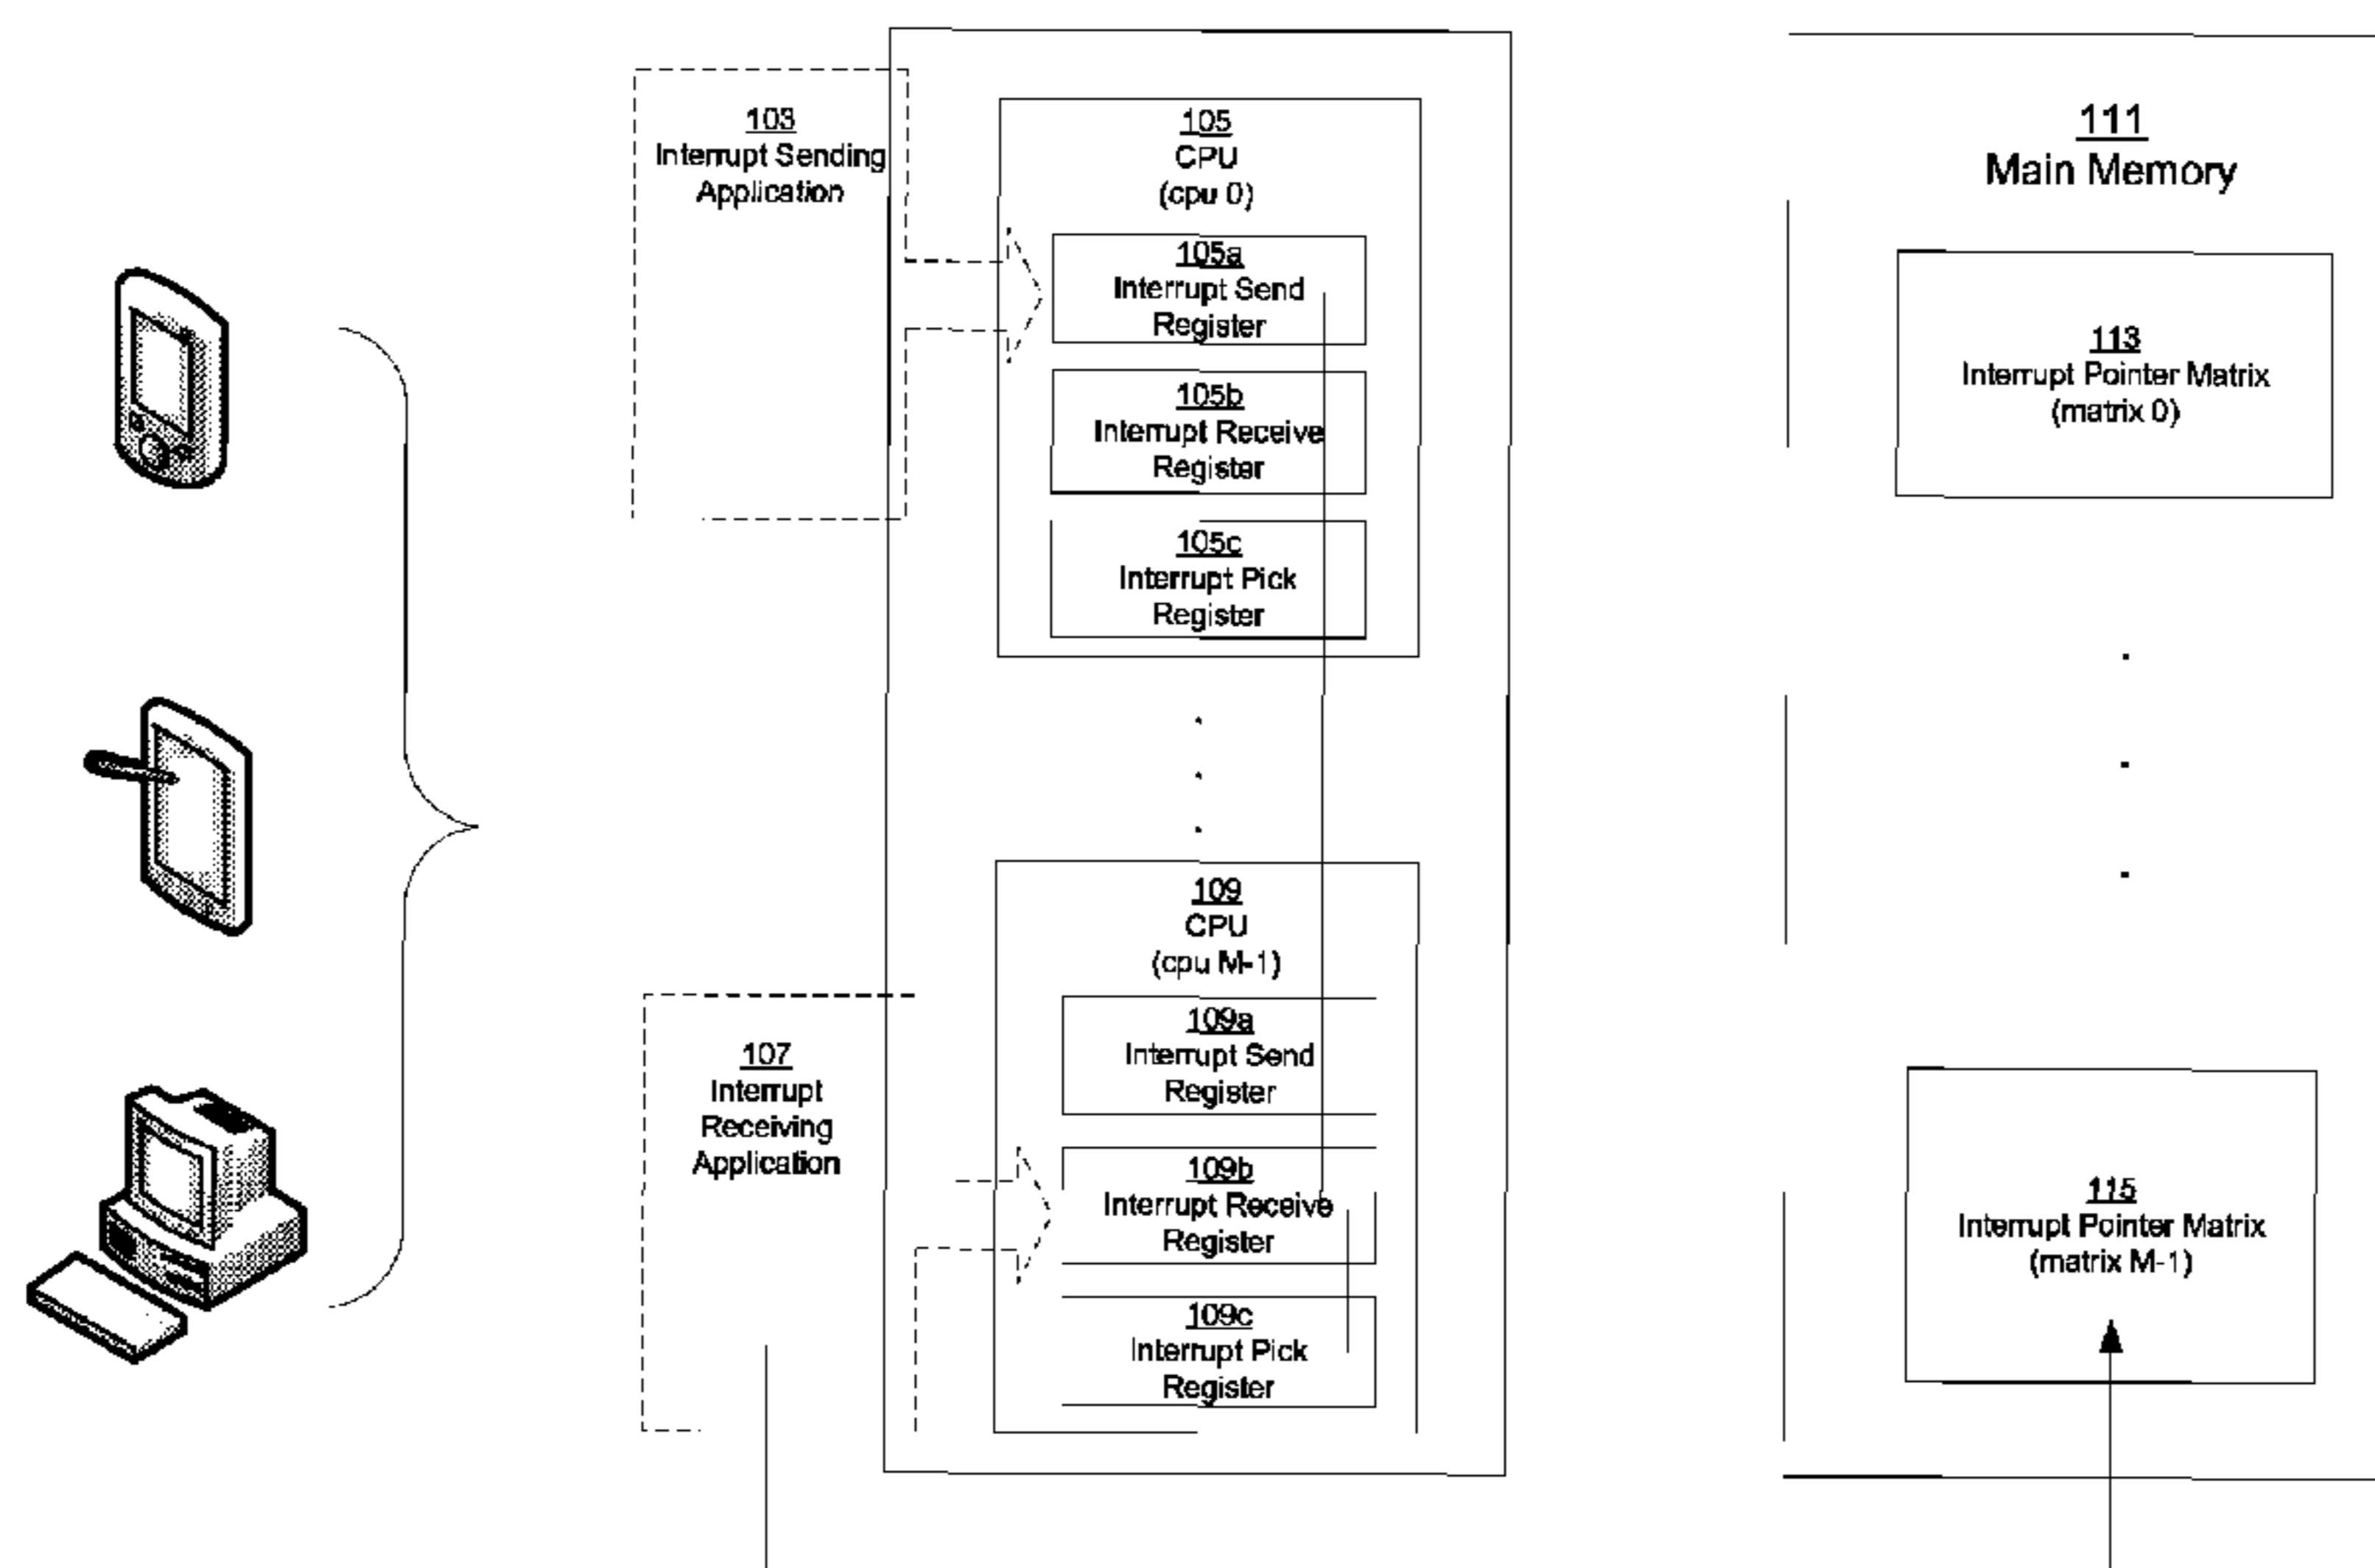 103
Interrupt Sending
Application
105
CPU
(cpu 0)
105a
Interrupt Send
Register
105b
Interrupt Receive
Register
105c
Interrupt Pick
Register
109
CPU
(cpu M-1)
109a
Interrupt Send
Register
107
Interrupt
Receiving
Application
109b
Interrupt Receive
Register
109c
Interrupt Pick
Register
111
Main Memory
113
Interrupt Pointer Matrix
(matrix 0)
115
Interrupt Pointer Matrix
(matrix M-1)